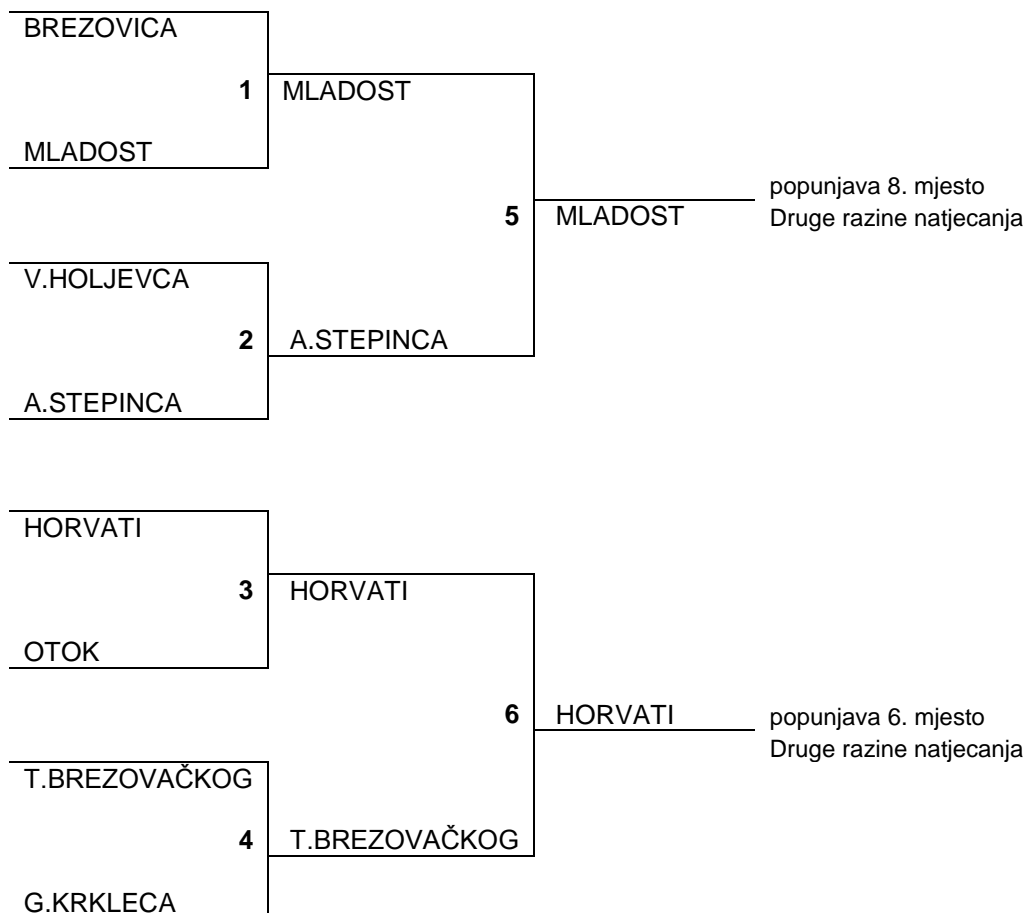 BREZOVICA
1 MLADOST
MLADOST
popunjava 8. mjesto
5 MLADOST
Druge razine natjecanja
V.HOLJEVCA
2 A.STEPINCA
A.STEPINCA
HORVATI
3 HORVATI
OTOK
6 HORVATI
popunjava 6. mjesto
Druge razine natjecanja
T.BREZOVAČKOG
4 T.BREZOVAČKOG
G.KRKLECA